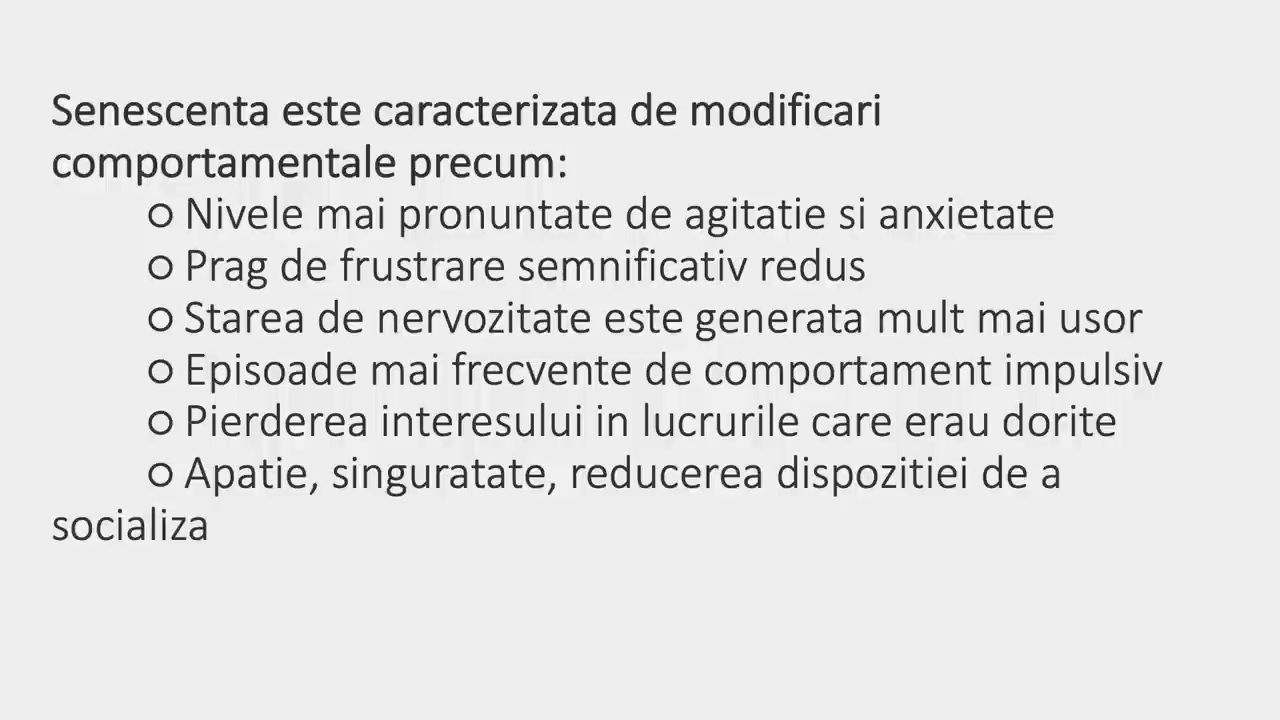 Senescenta este caracterizata de modificari
comportamentale precum:
○ Nivele mai pronuntate de agitatie si anxietate
○ Prag de frustrare semnificativ redus
○ Starea de nervozitate este generata mult mai usor
○ Episoade mai frecvente de comportament impulsiv
○ Pierderea interesului in lucrurile care erau dorite
○ Apatie, singuratate, reducerea dispozitiei de a
socializa